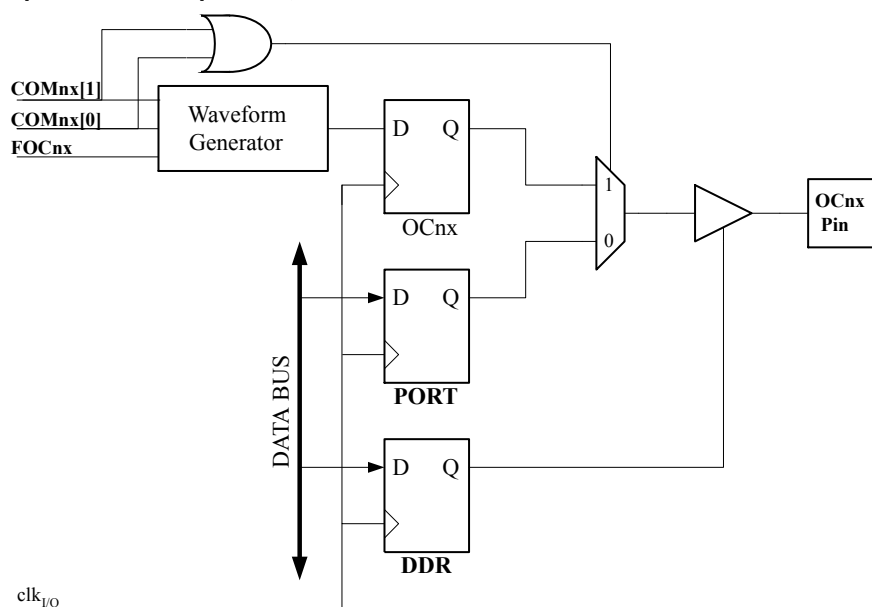 COMnx[1]
COMnx[0]
FOCnx
Waveform
Generator
D Q
OCnx
1
0
OCnx
Pin
D Q
PORT
DATA BUS
D Q
DDR
clkI/O